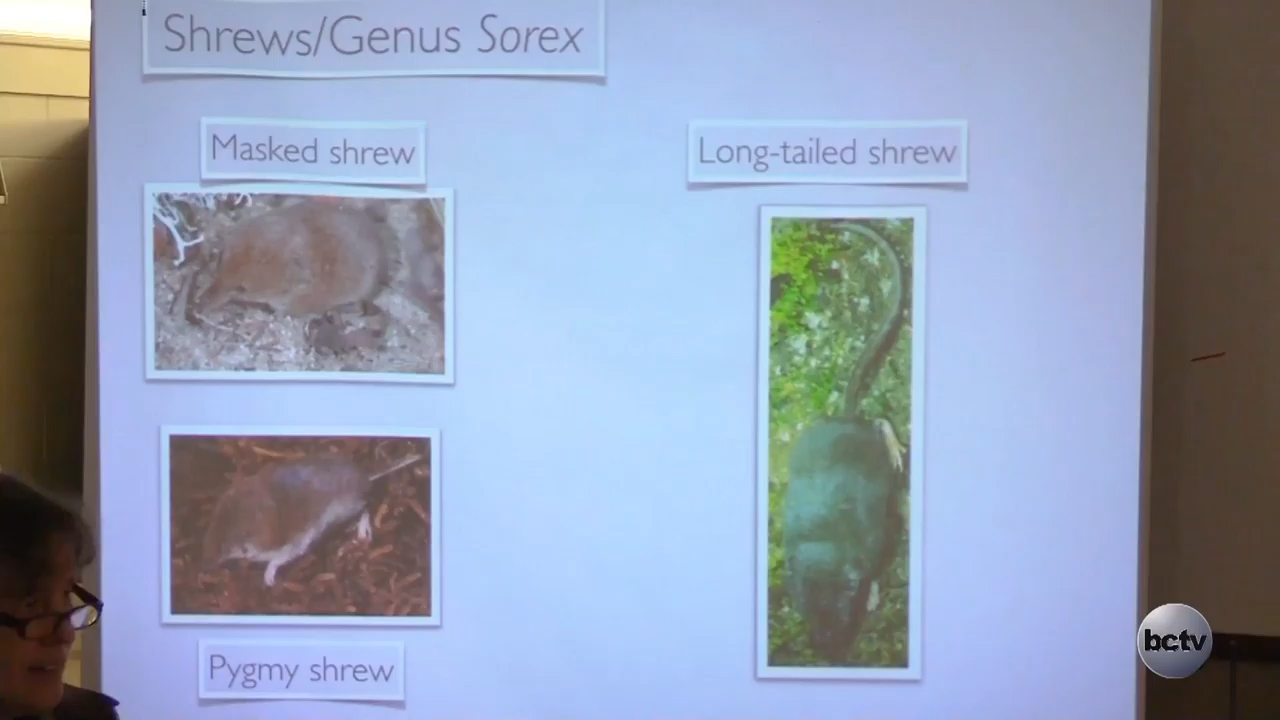 Shrews/Genus Sorex
Masked shrew
Long-tailed shrew
Pygmy shrew
bctv